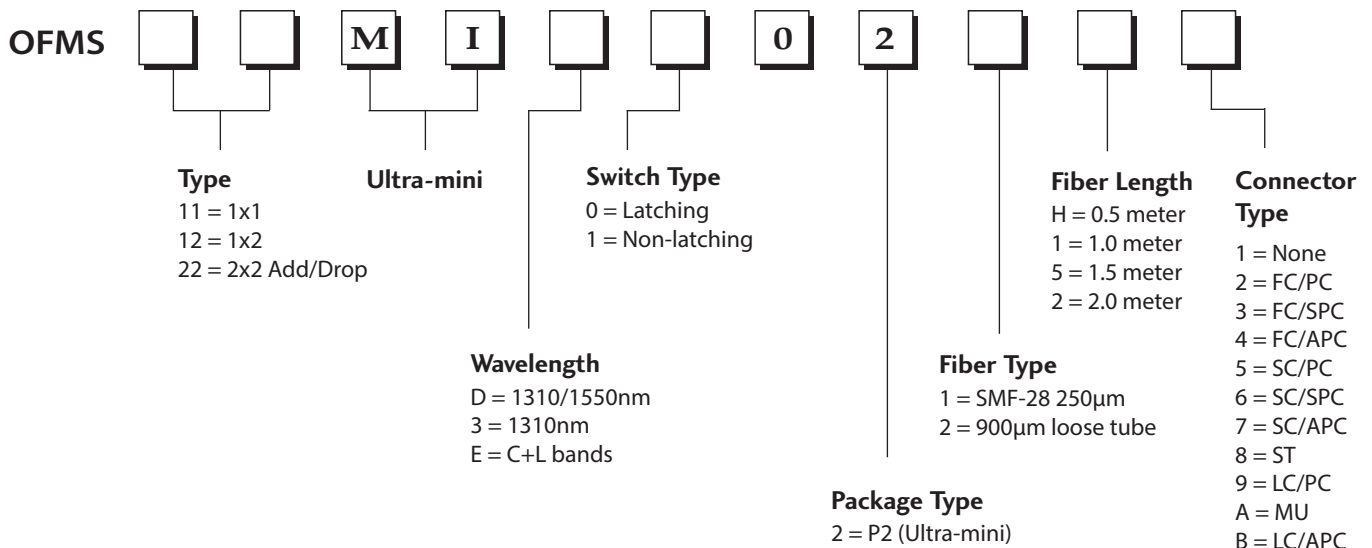 OFMS M I 0 2
Type
11 = 1x1
12 = 1x2
22 = 2x2 Add/Drop
Ultra-mini
Switch Type
0 = Latching
1 = Non-latching
Fiber Length
H = 0.5 meter
1 = 1.0 meter
5 = 1.5 meter
2 = 2.0 meter
Connector
Type
1 = None
2 = FC/PC
3 = FC/SPC
4 = FC/APC
5 = SC/PC
6 = SC/SPC
7 = SC/APC
8 = ST
9 = LC/PC
A = MU
B = LC/APC
Wavelength
D = 1310/1550nm
3 = 1310nm
E = C+L bands
Fiber Type
1 = SMF-28 250µm
2 = 900µm loose tube
Package Type
2 = P2 (Ultra-mini)